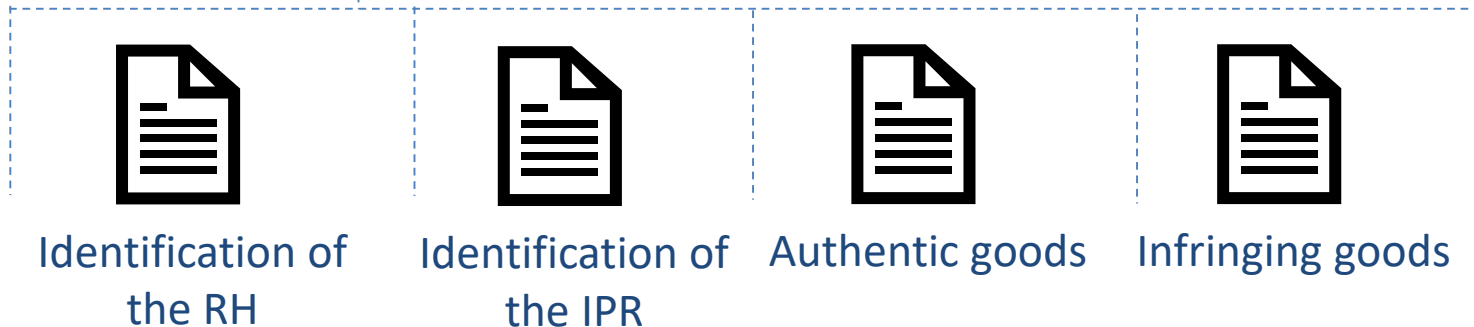 Identification of
the RH
Identification of
the IPR
Authentic goods
Infringing goods